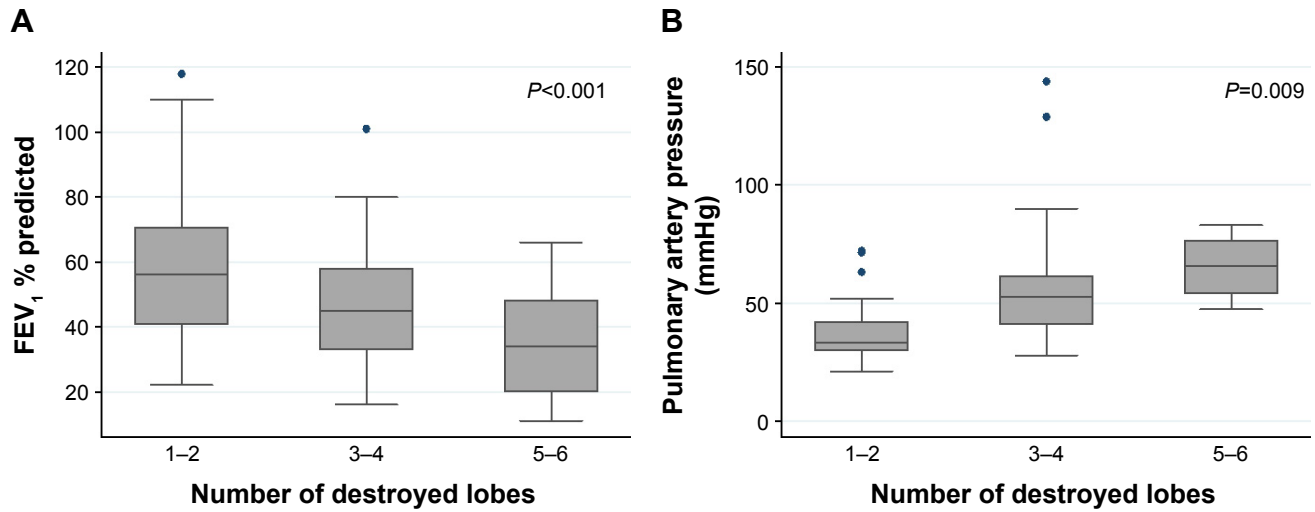 A
FEV₁ % predicted
120
100
80
60
40
20
P<0.001
1–2
3–4
5–6
Number of destroyed lobes
B
Pulmonary artery pressure
(mmHg)
150
100
50
0
P=0.009
1–2
3–4
5–6
Number of destroyed lobes